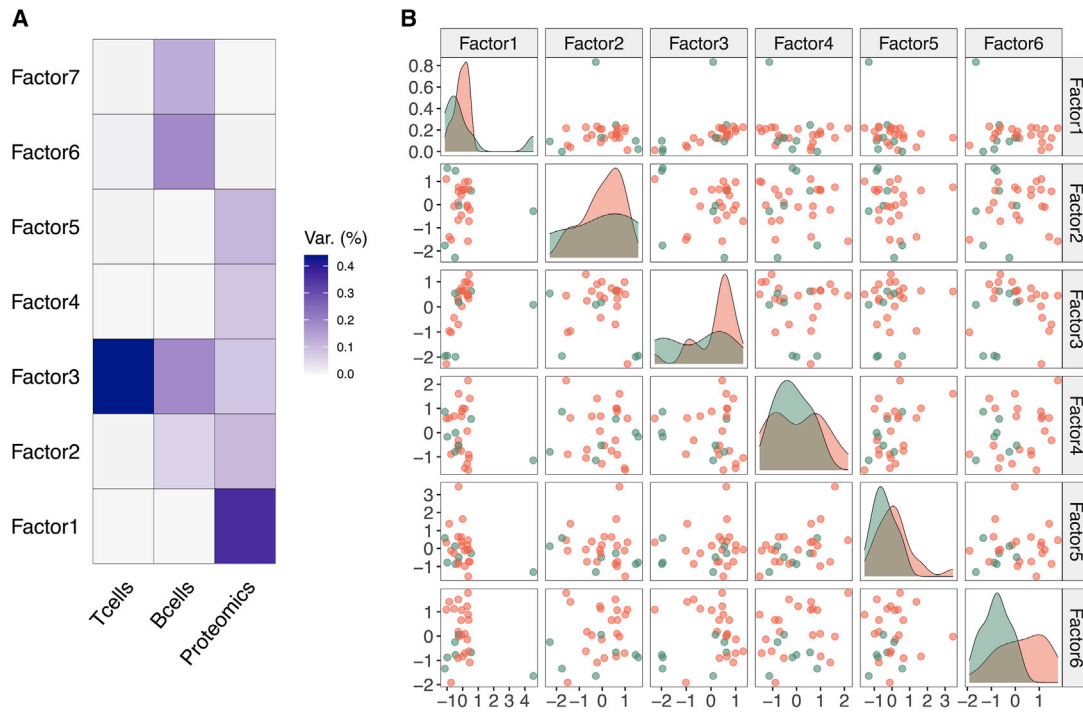 A
Factor7
Factor6
Factor5
Factor4
Factor3
Factor2
Factor1
Tcells
Bcells
Proteomics
Var. (%)
0.4
0.3
0.2
0.1
0.0
B
Factor1 Factor2 Factor3 Factor4 Factor5 Factor6
0.8
0.6
0.4
0.2
0.0
Factor1
1
0
−1
−2
Factor2
1
0
−1
−2
Factor3
2
1
0
−1
Factor4
3
2
1
0
−1
Factor5
1
0
−1
−2
Factor6
−1 0 1 2 3 4 −2 −1 0 1 −2 −1 0 1 −1 0 1 2 −1 0 1 2 3 −2 −1 0 1